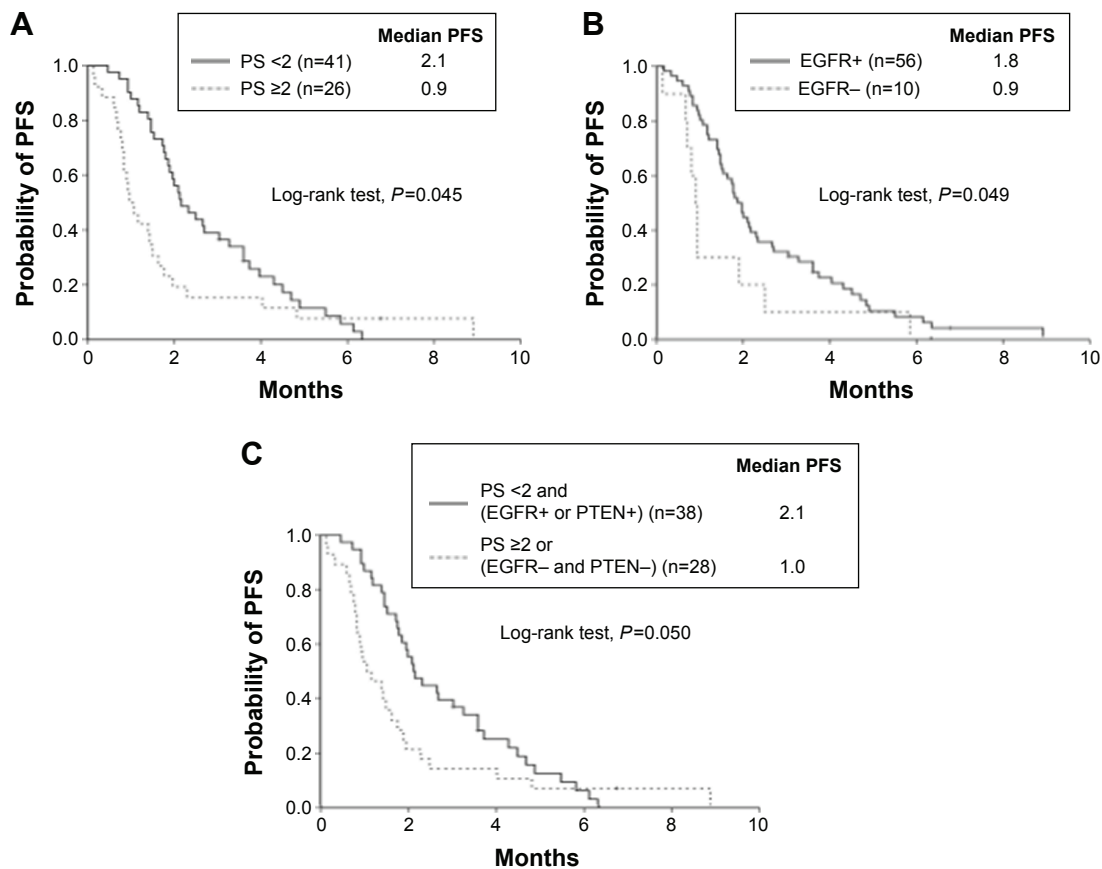 A
Median PFS
PS <2 (n=41) 2.1
PS ≥2 (n=26) 0.9
1.0
0.8
0.6
0.4
0.2
0.0
Probability of PFS
Log-rank test, P=0.045
0 2 4 6 8 10
Months
B
Median PFS
EGFR+ (n=56) 1.8
EGFR– (n=10) 0.9
1.0
0.8
0.6
0.4
0.2
0.0
Probability of PFS
Log-rank test, P=0.049
0 2 4 6 8 10
Months
C
Median PFS
PS <2 and
(EGFR+ or PTEN+) (n=38) 2.1
PS ≥2 or
(EGFR– and PTEN–) (n=28) 1.0
1.0
0.8
0.6
0.4
0.2
0.0
Probability of PFS
Log-rank test, P=0.050
0 2 4 6 8 10
Months